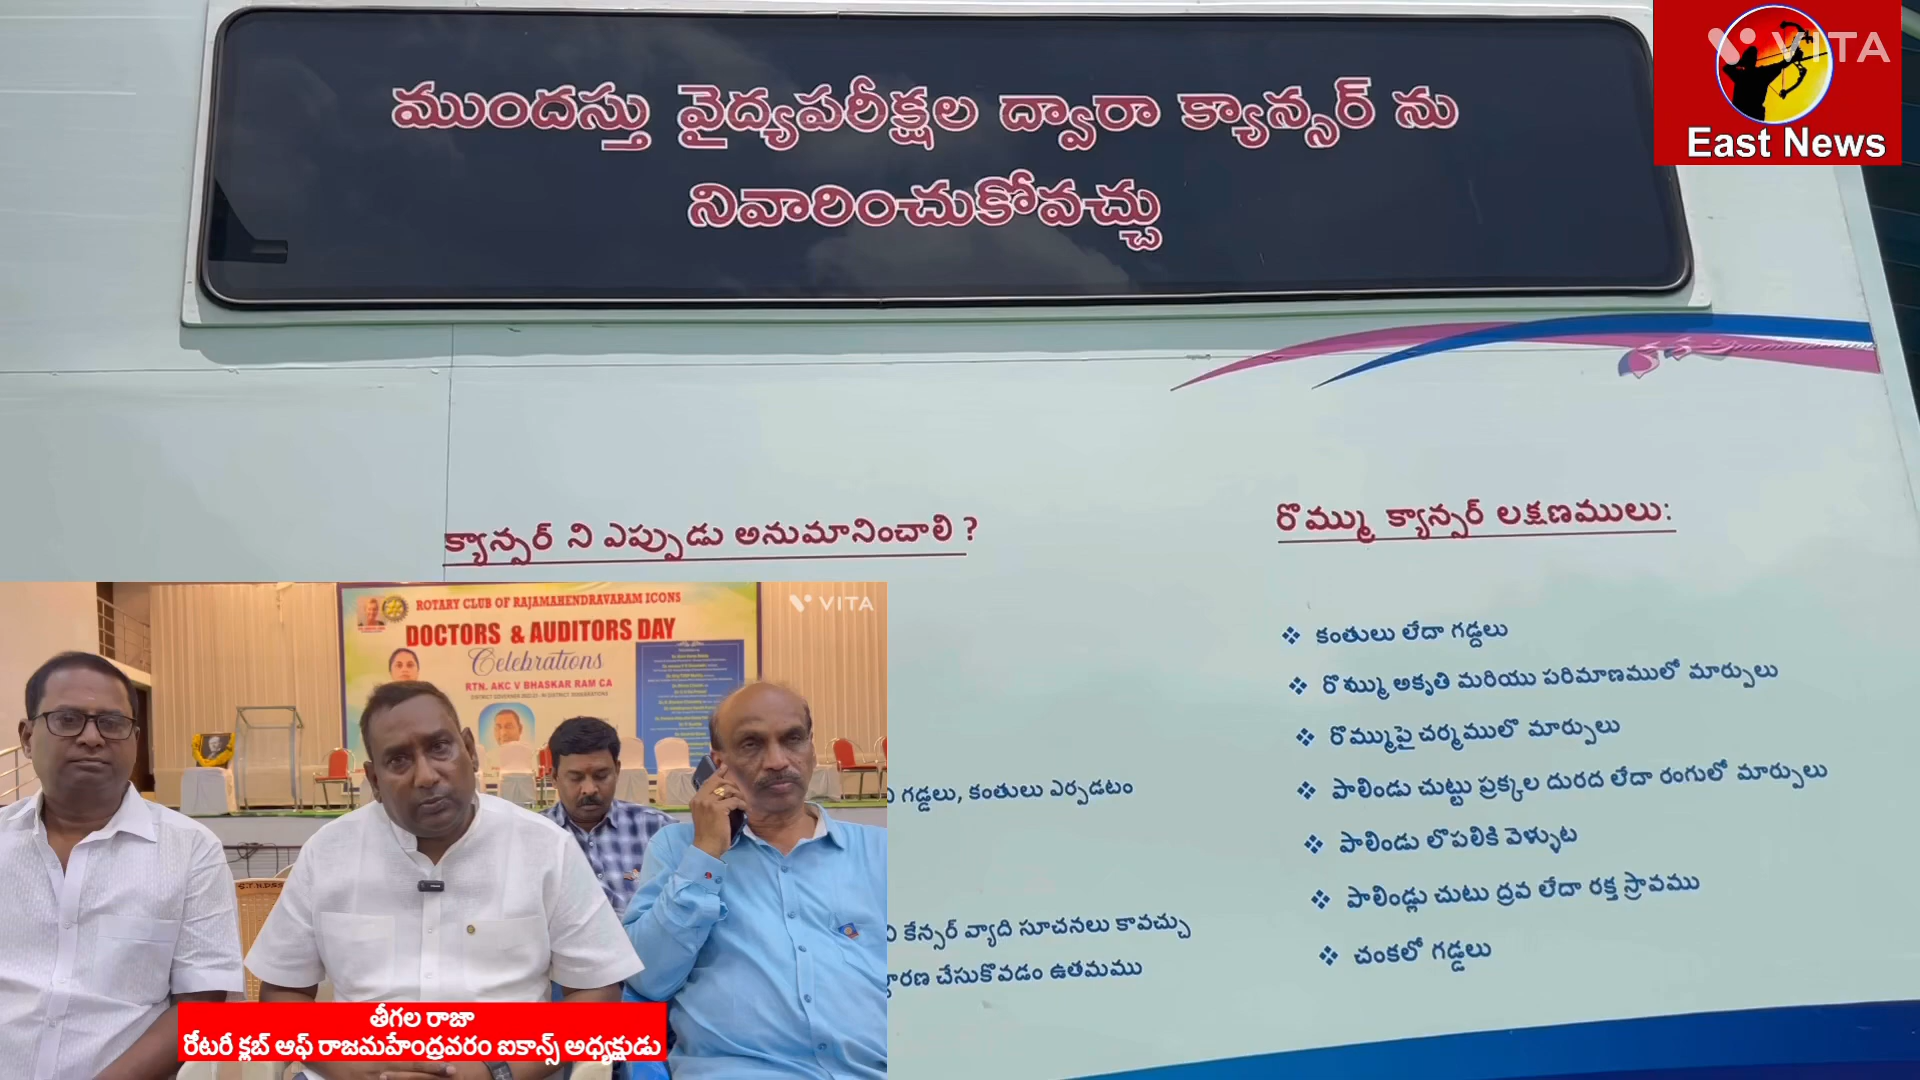 ముందస్తు వైద్యపరీక్షల ద్వారా క్యాన్సర్ ను
నివారించుకోవచ్చు
VITA
East News
క్యాన్సర్ ని ఎప్పుడు అనుమానించాలి ?
గడ్డలు, కంతులు ఎర్పడటం
కేన్సర్ వ్యాది సూచనలు కావచ్చు
చేసుకొవడం ఉతమము
రొమ్ము క్యాన్సర్ లక్షణములు:
❖ కంతులు లేదా గడ్డలు
❖ రొమ్ము అకృతి మరియు పరిమాణములో మార్పులు
❖ రొమ్ముపై చర్మములొ మార్పులు
❖ పాలిండు చుట్టు ప్రక్కల దురద లేదా రంగులో మార్పులు
❖ పాలిండు లొపలికి వెళ్ళుట
❖ పాలిండ్లు చుటు ద్రవ లేదా రక్త స్రావము
❖ చంకలో గడ్డలు
VITA
ROTARY CLUB OF RAJAMAHENDRAVARAM ICONS
DOCTORS & AUDITORS DAY
Celebrations
RTN. AKC V BHASKAR RAM CA
S.T.H.DSS
తీగల రాజా
రోటరీ క్లబ్ ఆఫ్ రాజమహేంద్రవరం ఐకాన్స్ అధ్యక్షుడు